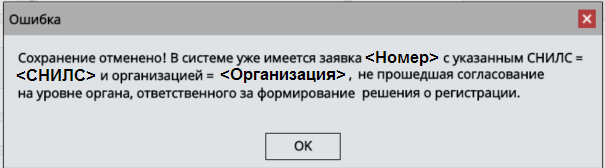 Ошибка
Сохранение отменено! В системе уже имеется заявка <Номер> с указанным СНИЛС =
<СНИЛС> и организацией = <Организация> , не прошедшая согласование
на уровне органа, ответственного за формирование решения о регистрации.
OK